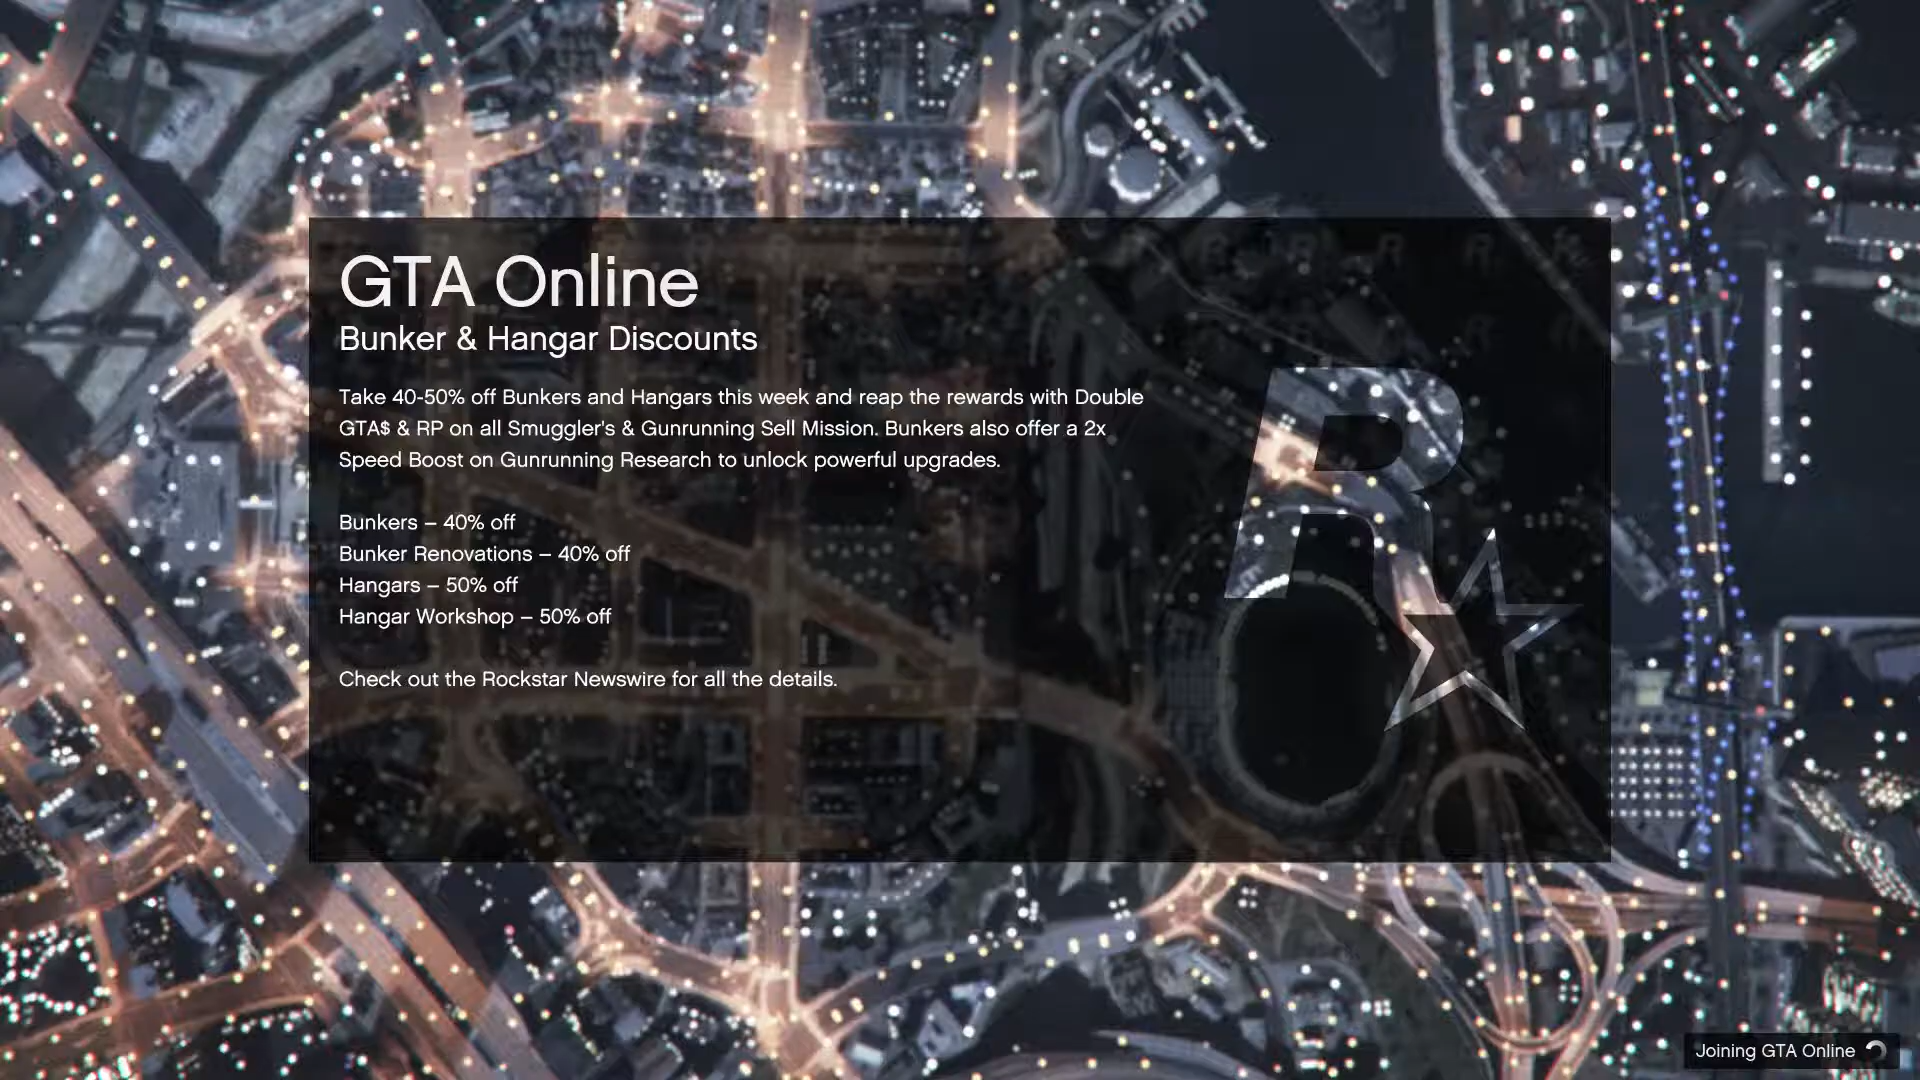 GTA Online
Bunker & Hangar Discounts
Take 40-50% off Bunkers and Hangars this week and reap the rewards with Double
GTA$ & RP on all Smuggler's & Gunrunning Sell Mission. Bunkers also offer a 2x
Speed Boost on Gunrunning Research to unlock powerful upgrades.
Bunkers – 40% off
Bunker Renovations – 40% off
Hangars – 50% off
Hangar Workshop – 50% off
Check out the Rockstar Newswire for all the details.
R
Joining GTA Online